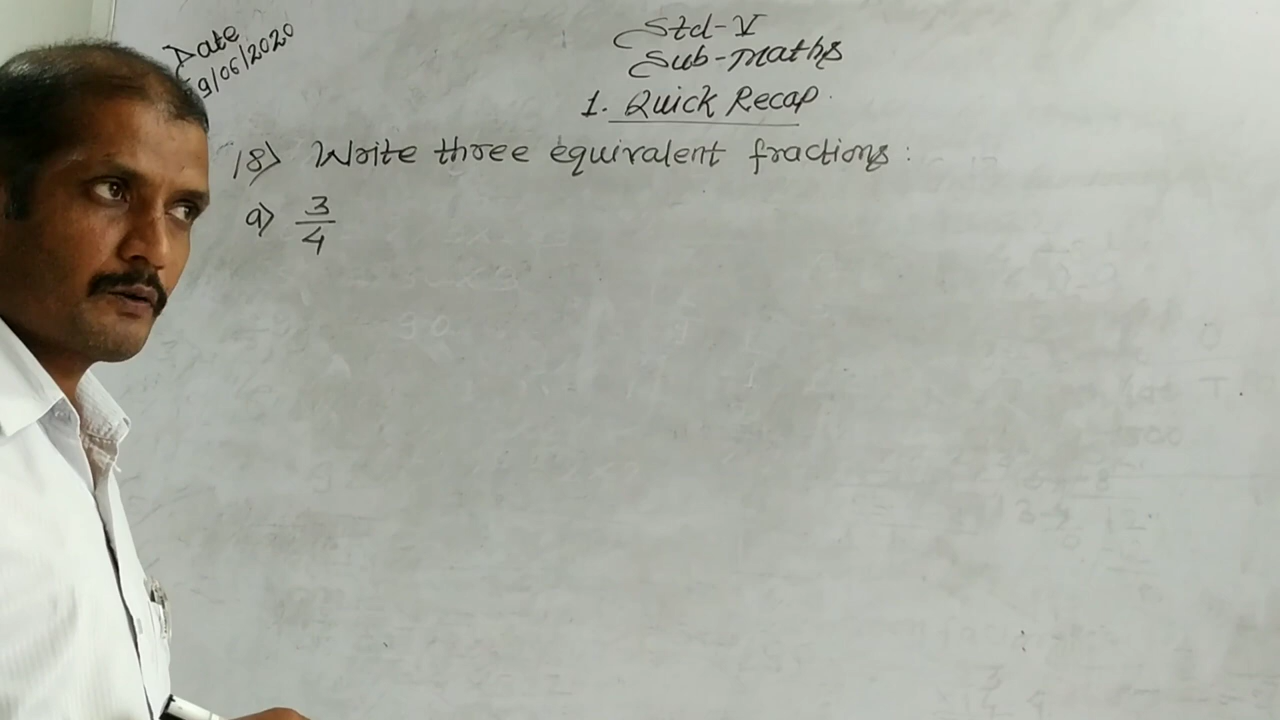 Date
9/06/2020
Std-V
Sub-Maths
1. Quick Recap.
18) Write three equivalent fractions:
a) 3/4